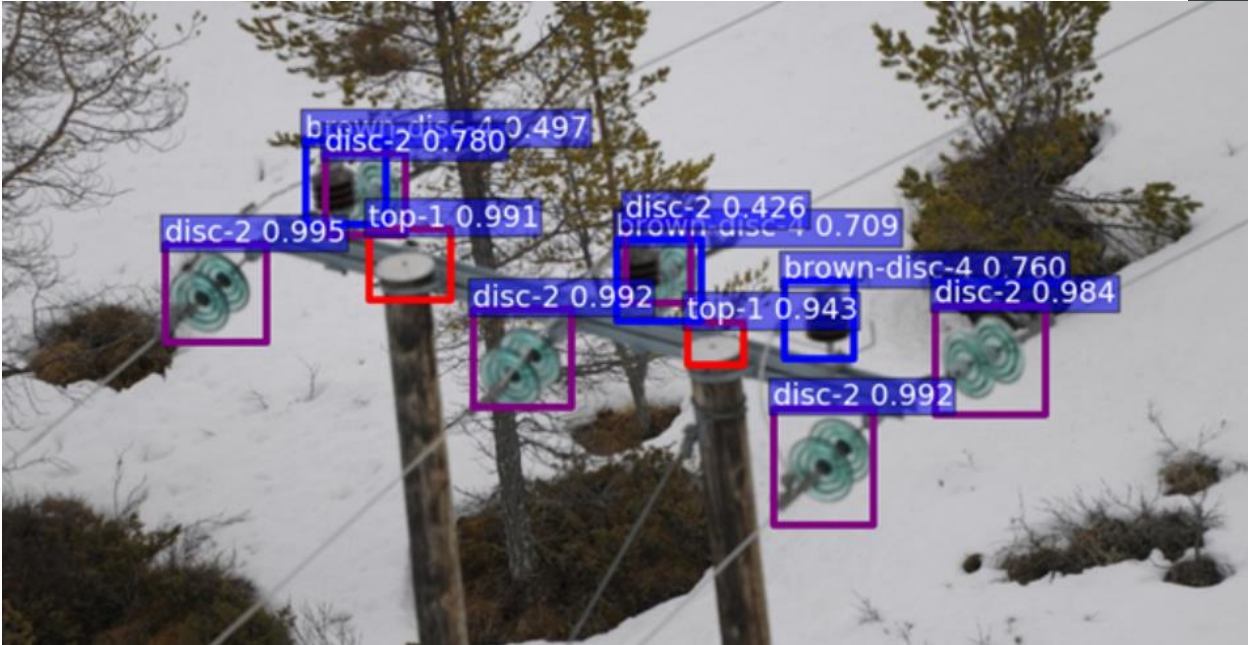 brown-disc-4 0.497
disc-2 0.780
disc-2 0.995
top-1 0.991
disc-2 0.426
brown-disc-4 0.709
brown-disc-4 0.760
disc-2 0.992
disc-2 0.984
top-1 0.943
disc-2 0.992